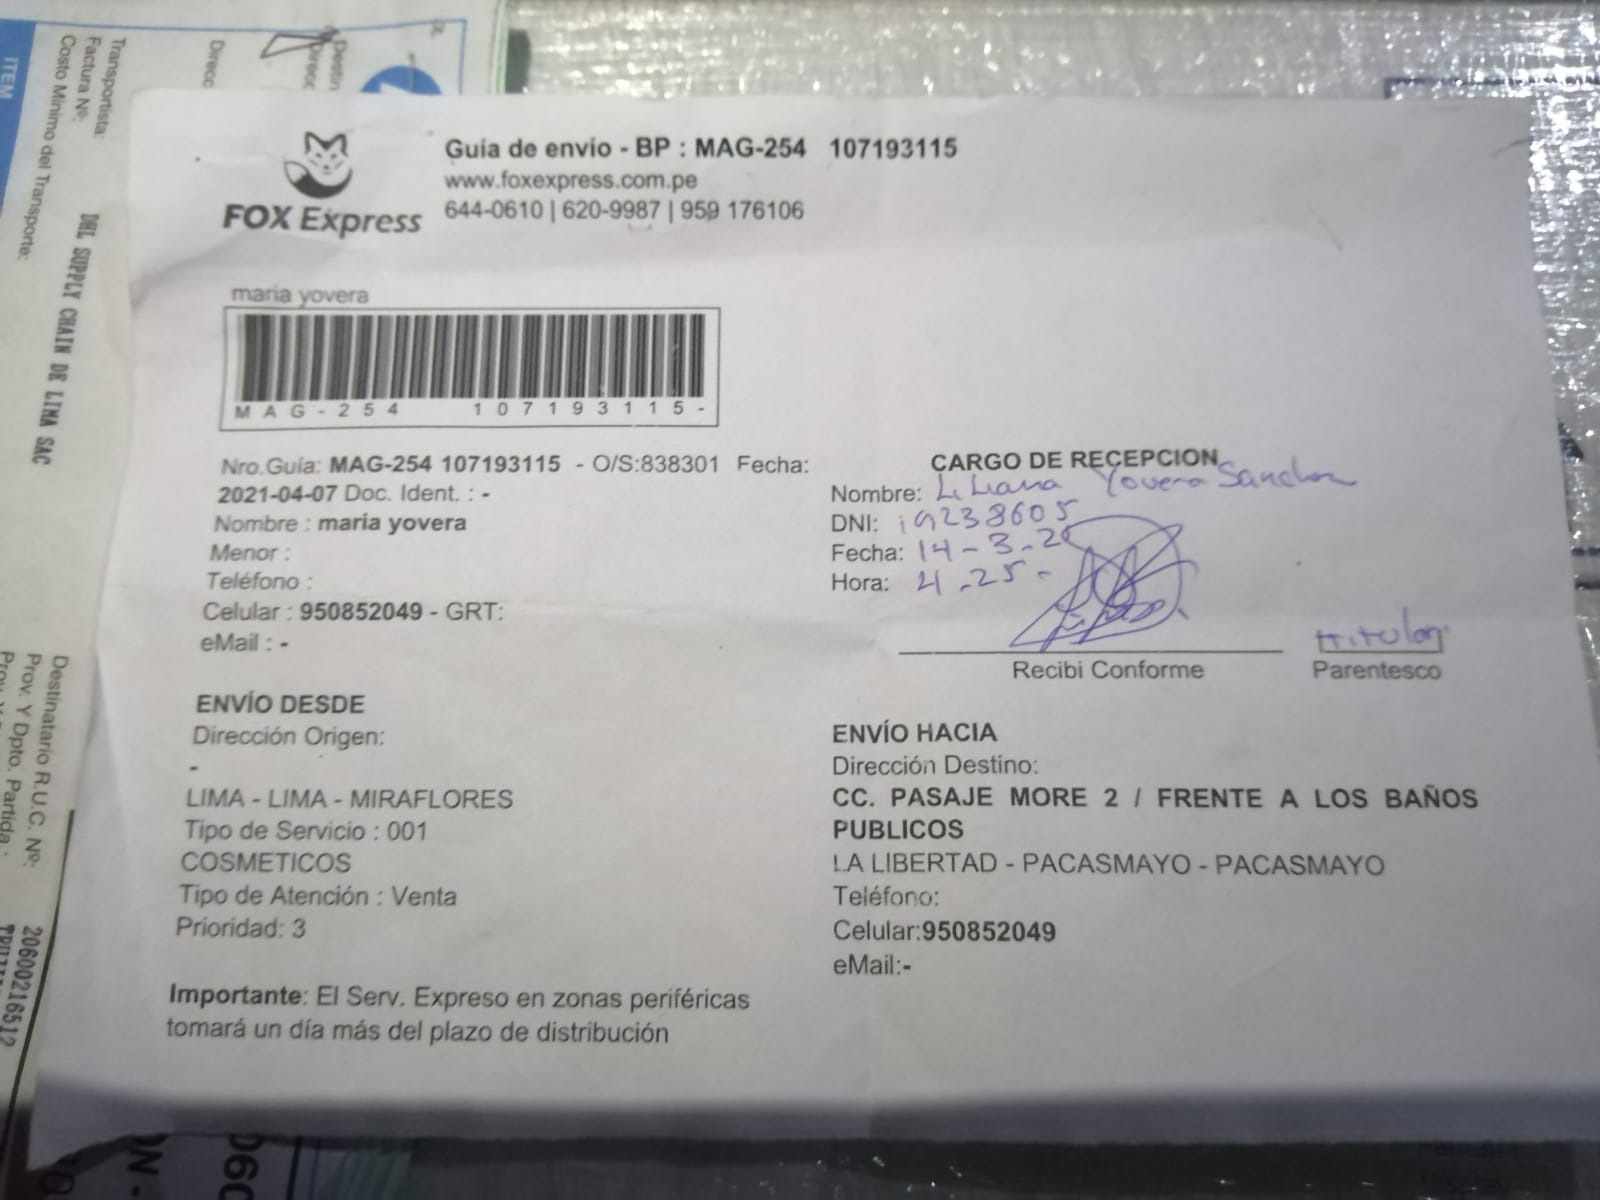 Transportista:
Factura Nº:
Costo Minimo del Transporte:
ITEM
DHL SUPPLY CHAIN DE LIMA SAC
Destinatario R.U.C. Nº:
Prov. Y Dpto. Partida :
20600216512
FOX Express
Guia de envío - BP : MAG-254 107193115
www.foxexpress.com.pe
644-0610 | 620-9987 | 959 176106
maria yovera
MAG-254 107193115-
Nro.Guía: MAG-254 107193115 - O/S:838301 Fecha:
2021-04-07 Doc. Ident. : -
Nombre : maria yovera
Menor :
Teléfono :
Celular : 950852049 - GRT:
eMail : -
CARGO DE RECEPCION
Nombre: Liliana Yovera Sanchez
DNI: 19238605
Fecha: 14-3-2
Hora: 4.25-
Recibi Conforme
titular
Parentesco
ENVÍO DESDE
Dirección Origen:
-
LIMA - LIMA - MIRAFLORES
Tipo de Servicio : 001
COSMETICOS
Tipo de Atención : Venta
Prioridad: 3
ENVÍO HACIA
Dirección Destino:
CC. PASAJE MORE 2 / FRENTE A LOS BAÑOS
PUBLICOS
LA LIBERTAD - PACASMAYO - PACASMAYO
Teléfono:
Celular:950852049
eMail:-
Importante: El Serv. Expreso en zonas periféricas
tomará un día más del plazo de distribución